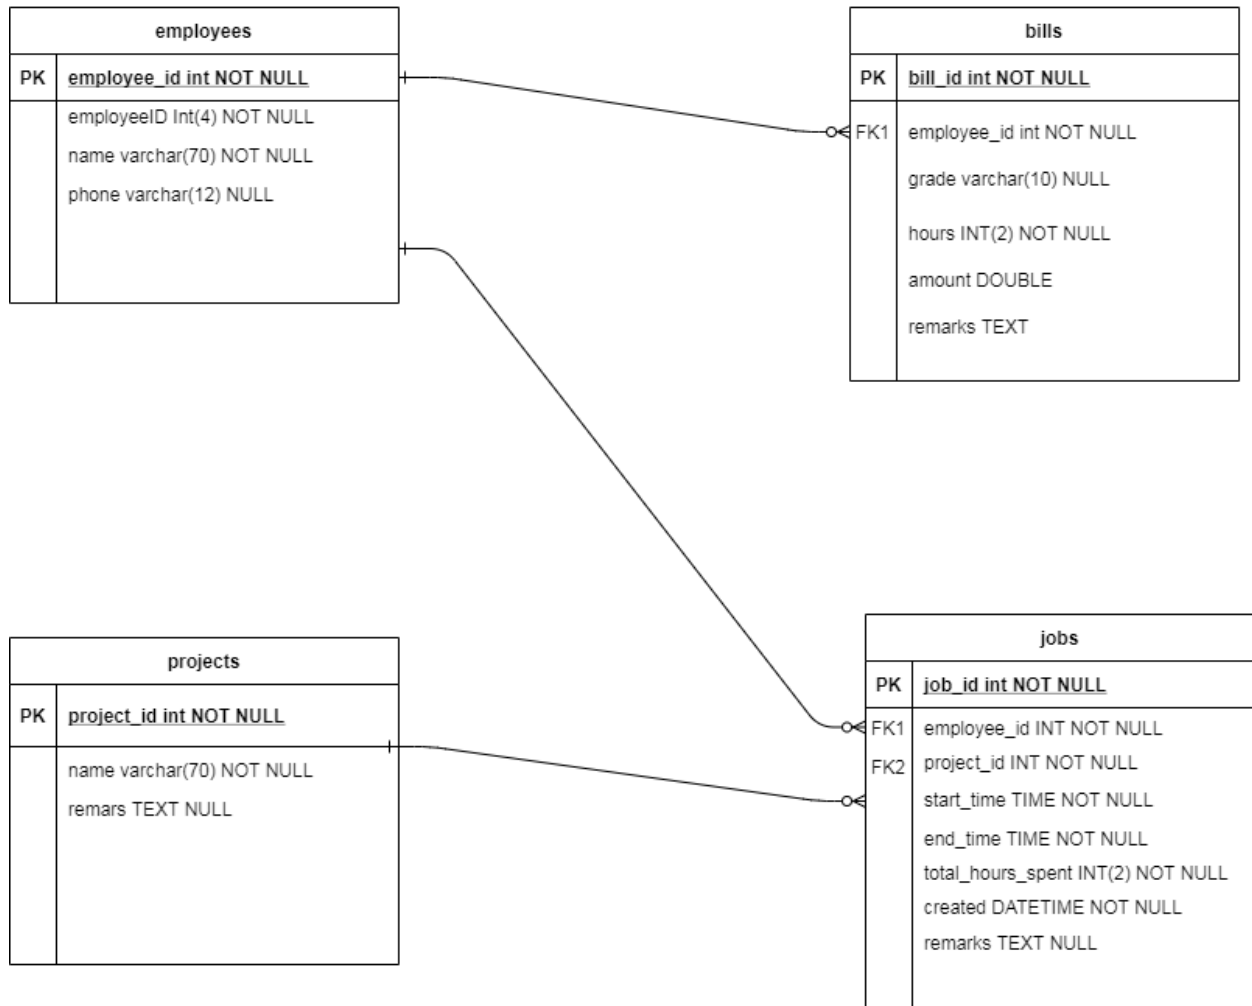 employees
PK employee_id int NOT NULL
employeeID Int(4) NOT NULL
name varchar(70) NOT NULL
phone varchar(12) NULL
bills
PK bill_id int NOT NULL
FK1 employee_id int NOT NULL
grade varchar(10) NULL
hours INT(2) NOT NULL
amount DOUBLE
remarks TEXT
projects
PK project_id int NOT NULL
name varchar(70) NOT NULL
remars TEXT NULL
jobs
PK job_id int NOT NULL
FK1 employee_id INT NOT NULL
FK2 project_id INT NOT NULL
start_time TIME NOT NULL
end_time TIME NOT NULL
total_hours_spent INT(2) NOT NULL
created DATETIME NOT NULL
remarks TEXT NULL